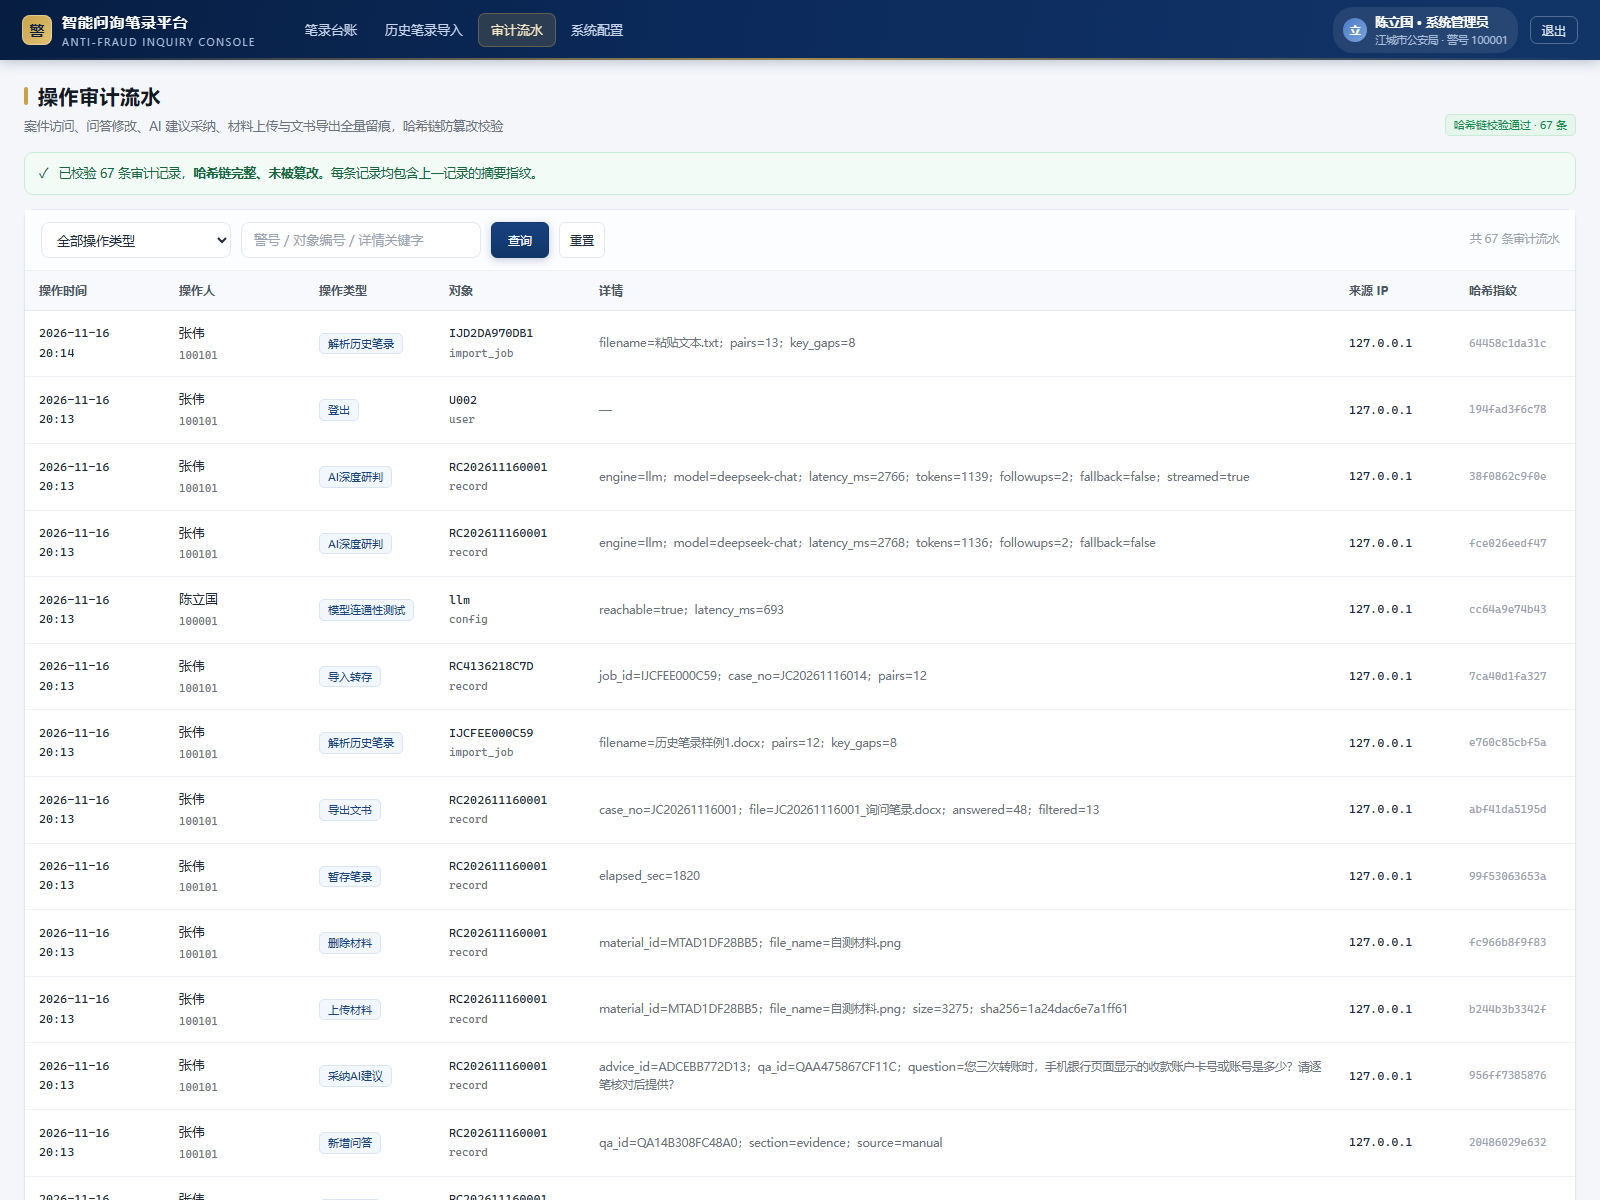 警
智能问询笔录平台
ANTI-FRAUD INQUIRY CONSOLE
笔录台账
历史笔录导入
审计流水
系统配置
立
陈立国 • 系统管理员
江城市公安局 · 警号 100001
退出
操作审计流水
案件访问、问答修改、AI 建议采纳、材料上传与文书导出全量留痕，哈希链防篡改校验
哈希链校验通过 · 67 条
✓ 已校验 67 条审计记录，哈希链完整、未被篡改。每条记录均包含上一记录的摘要指纹。
全部操作类型
警号 / 对象编号 / 详情关键字
查询
重置
共 67 条审计流水
操作时间 操作人 操作类型 对象 详情 来源 IP 哈希指纹
2026-11-16 20:14 张伟 100101 解析历史笔录 IJD2DA970DB1 import_job filename=粘贴文本.txt; pairs=13; key_gaps=8 127.0.0.1 64458c1da31c
2026-11-16 20:13 张伟 100101 登出 U002 user — 127.0.0.1 194fad3f6c78
2026-11-16 20:13 张伟 100101 AI深度研判 RC202611160001 record engine=llm; model=deepseek-chat; latency_ms=2766; tokens=1139; followups=2; fallback=false; streamed=true 127.0.0.1 38f0862c9f0e
2026-11-16 20:13 张伟 100101 AI深度研判 RC202611160001 record engine=llm; model=deepseek-chat; latency_ms=2768; tokens=1136; followups=2; fallback=false 127.0.0.1 fce026eedf47
2026-11-16 20:13 陈立国 100001 模型连通性测试 llm config reachable=true; latency_ms=693 127.0.0.1 cc64a9e74b43
2026-11-16 20:13 张伟 100101 导入转存 RC4136218C7D record job_id=IJCFEE000C59; case_no=JC20261116014; pairs=12 127.0.0.1 7ca40d1fa327
2026-11-16 20:13 张伟 100101 解析历史笔录 IJCFEE000C59 import_job filename=历史笔录样例1.docx; pairs=12; key_gaps=8 127.0.0.1 e760c85cbf5a
2026-11-16 20:13 张伟 100101 导出文书 RC202611160001 record case_no=JC20261116001; file=JC20261116001_询问笔录.docx; answered=48; filtered=13 127.0.0.1 abf41da5195d
2026-11-16 20:13 张伟 100101 暂存笔录 RC202611160001 record elapsed_sec=1820 127.0.0.1 99f53063653a
2026-11-16 20:13 张伟 100101 删除材料 RC202611160001 record material_id=MTAD1DF28BB5; file_name=自测材料.png 127.0.0.1 fc966b8f9f83
2026-11-16 20:13 张伟 100101 上传材料 RC202611160001 record material_id=MTAD1DF28BB5; file_name=自测材料.png; size=3275; sha256=1a24dac6e7a1ff61 127.0.0.1 b244b3b3342f
2026-11-16 20:13 张伟 100101 采纳AI建议 RC202611160001 record advice_id=ADCEBB772D13; qa_id=QAA475867CF11C; question=您三次转账时，手机银行页面显示的收款账户卡号或账号是多少？请逐笔核对后提供？ 127.0.0.1 956ff7385876
2026-11-16 20:13 张伟 100101 新增问答 RC202611160001 record qa_id=QA14B308FC48A0; section=evidence; source=manual 127.0.0.1 20486029e632
2026-11-16 张伟 RC202611160001